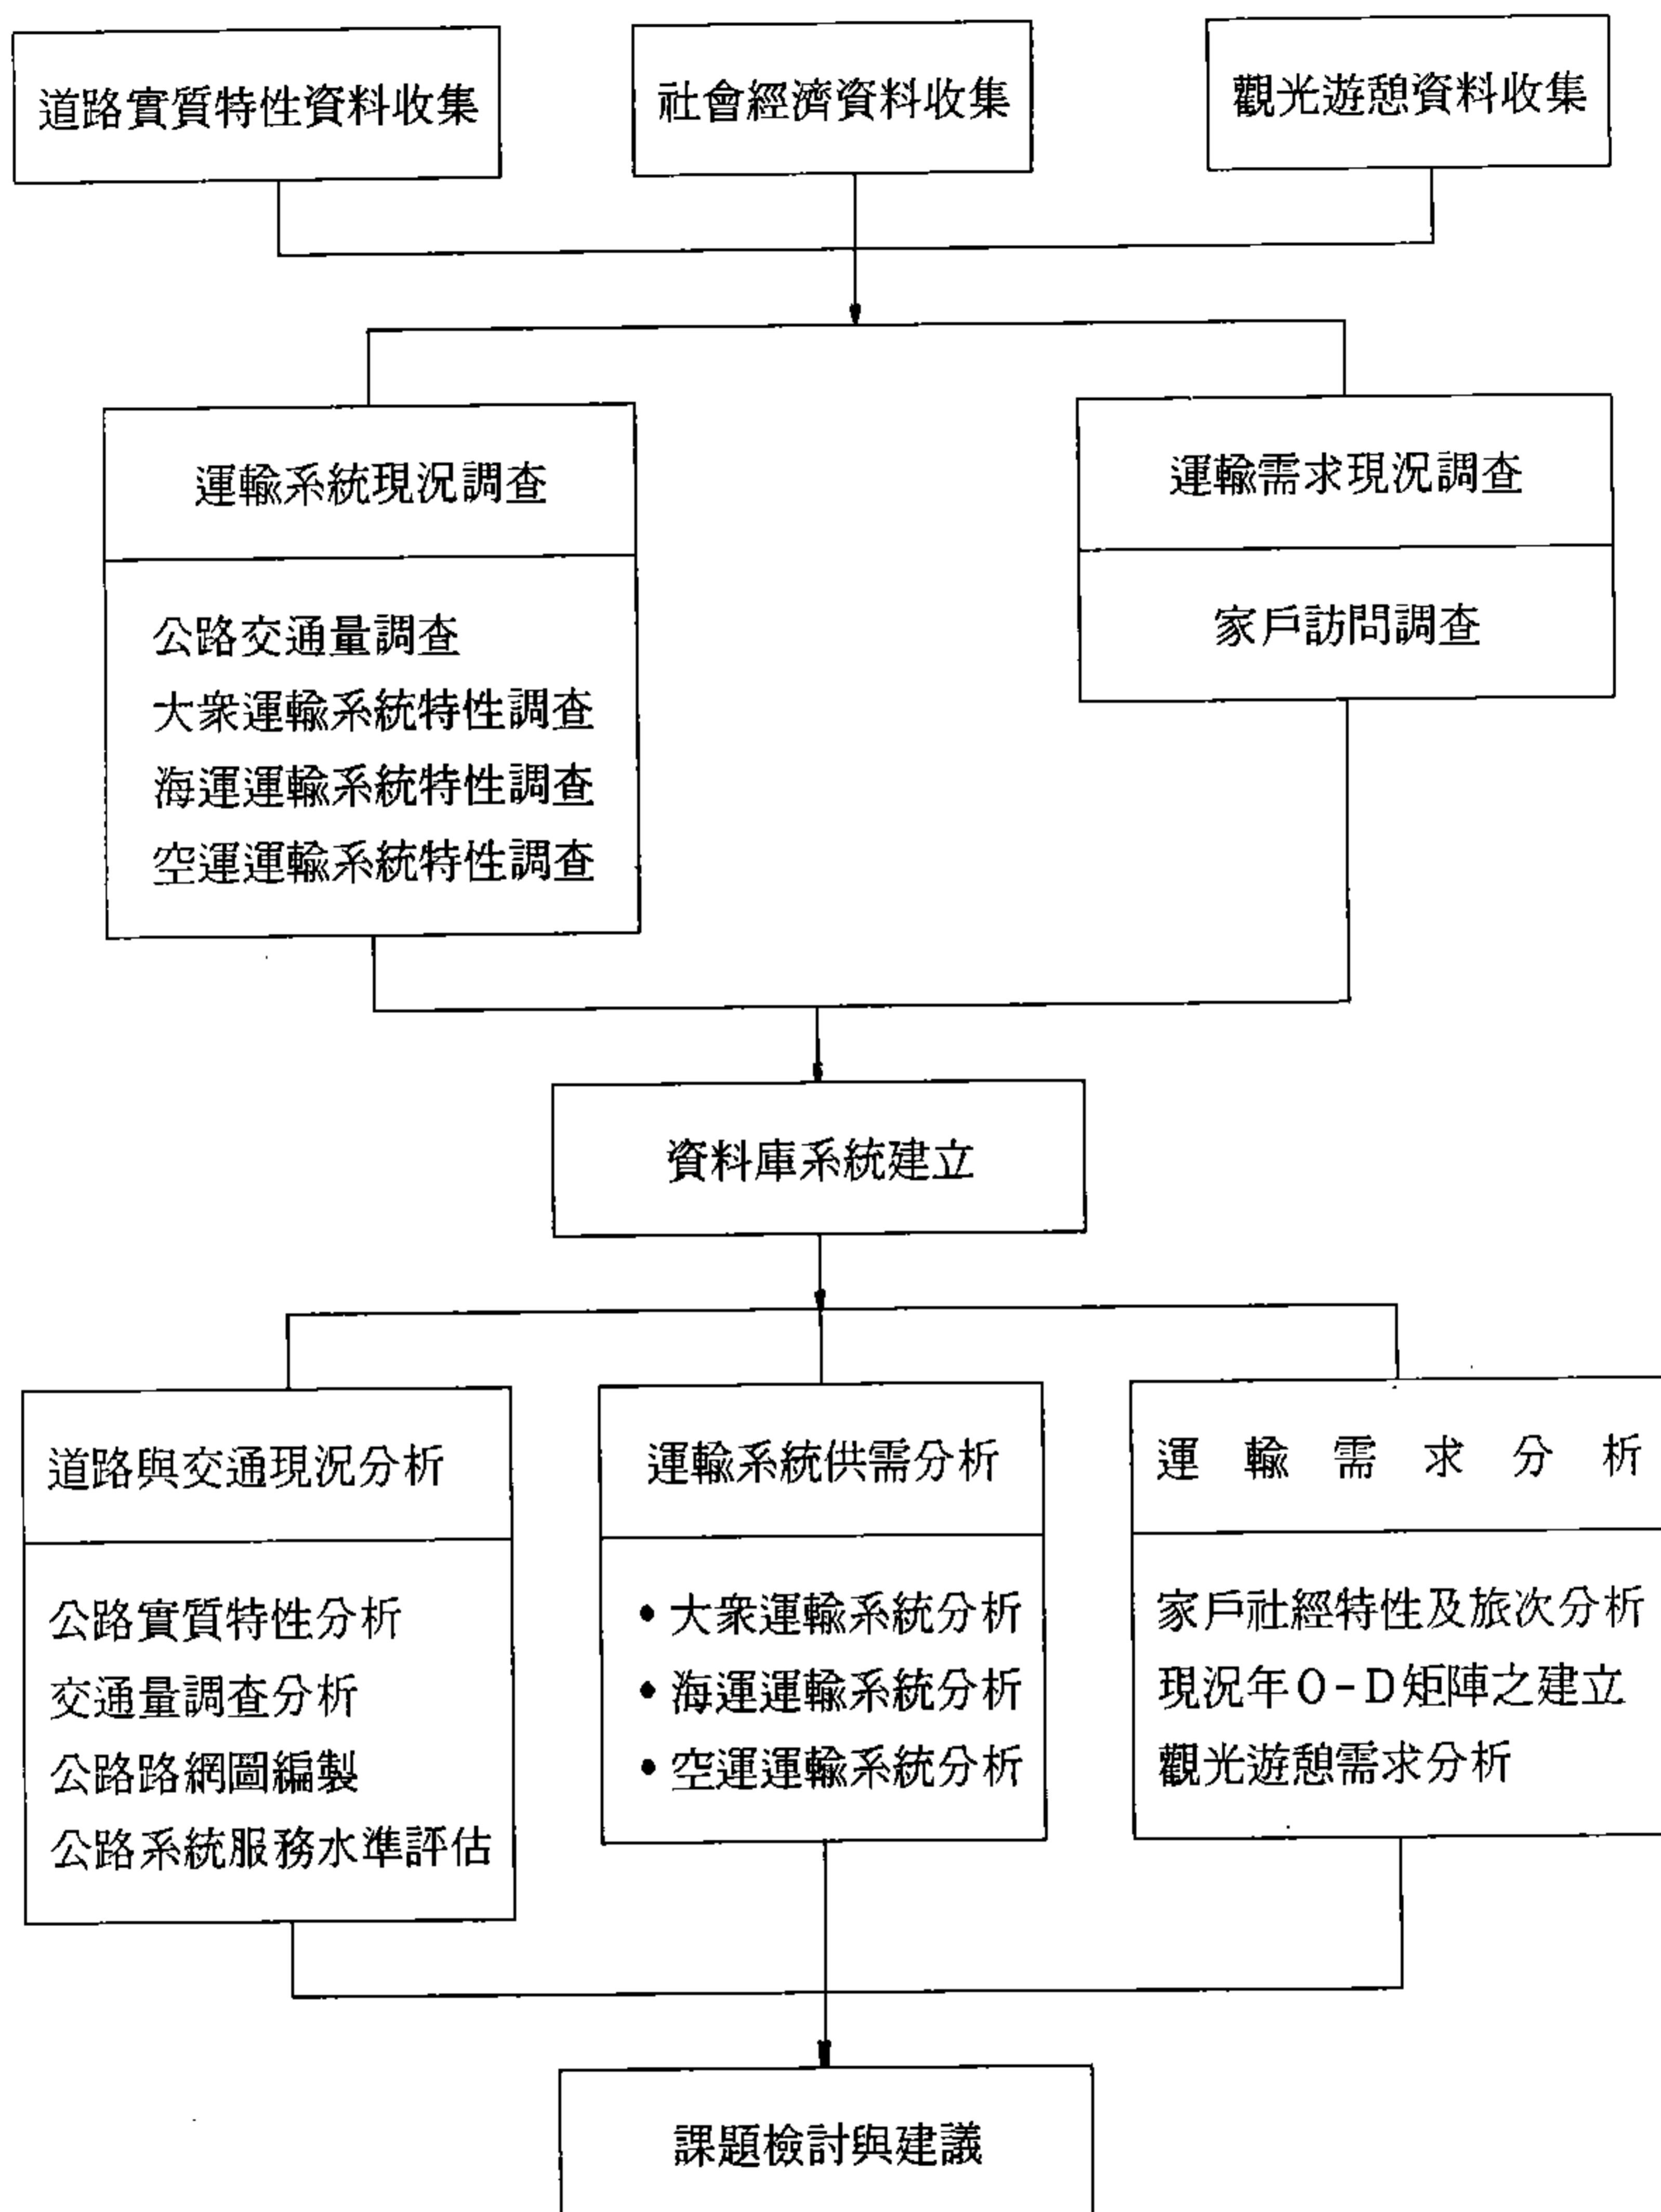 道路實質特性資料收集
社會經濟資料收集
觀光遊憩資料收集
運輸系統現況調查
公路交通量調查
大衆運輸系統特性調查
海運運輸系統特性調查
空運運輸系統特性調查
運輸需求現況調查
家戶訪問調查
資料庫系統建立
道路與交通現況分析
公路實質特性分析
交通量調查分析
公路路網圖編製
公路系統服務水準評估
運輸系統供需分析
• 大衆運輸系統分析
• 海運運輸系統分析
• 空運運輸系統分析
運輸需求分析
家戶社經特性及旅次分析
現況年O-D矩陣之建立
觀光遊憩需求分析
課題檢討與建議